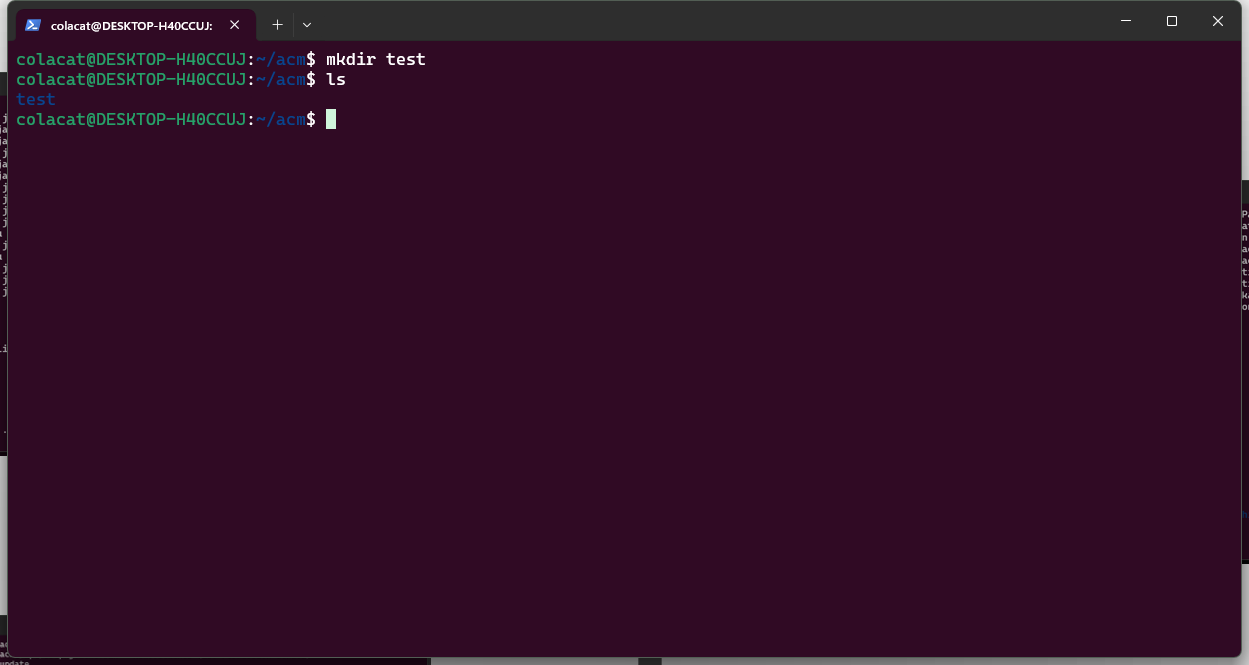 colacat@DESKTOP-H40CCUJ:
colacat@DESKTOP-H40CCUJ:~/acm$ mkdir test
colacat@DESKTOP-H40CCUJ:~/acm$ ls
test
colacat@DESKTOP-H40CCUJ:~/acm$
update